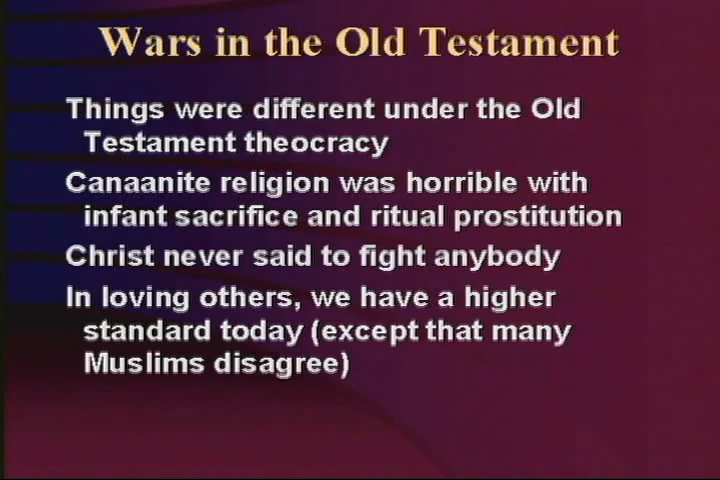 Wars in the Old Testament
Things were different under the Old
Testament theocracy
Canaanite religion was horrible with
infant sacrifice and ritual prostitution
Christ never said to fight anybody
In loving others, we have a higher
standard today (except that many
Muslims disagree)